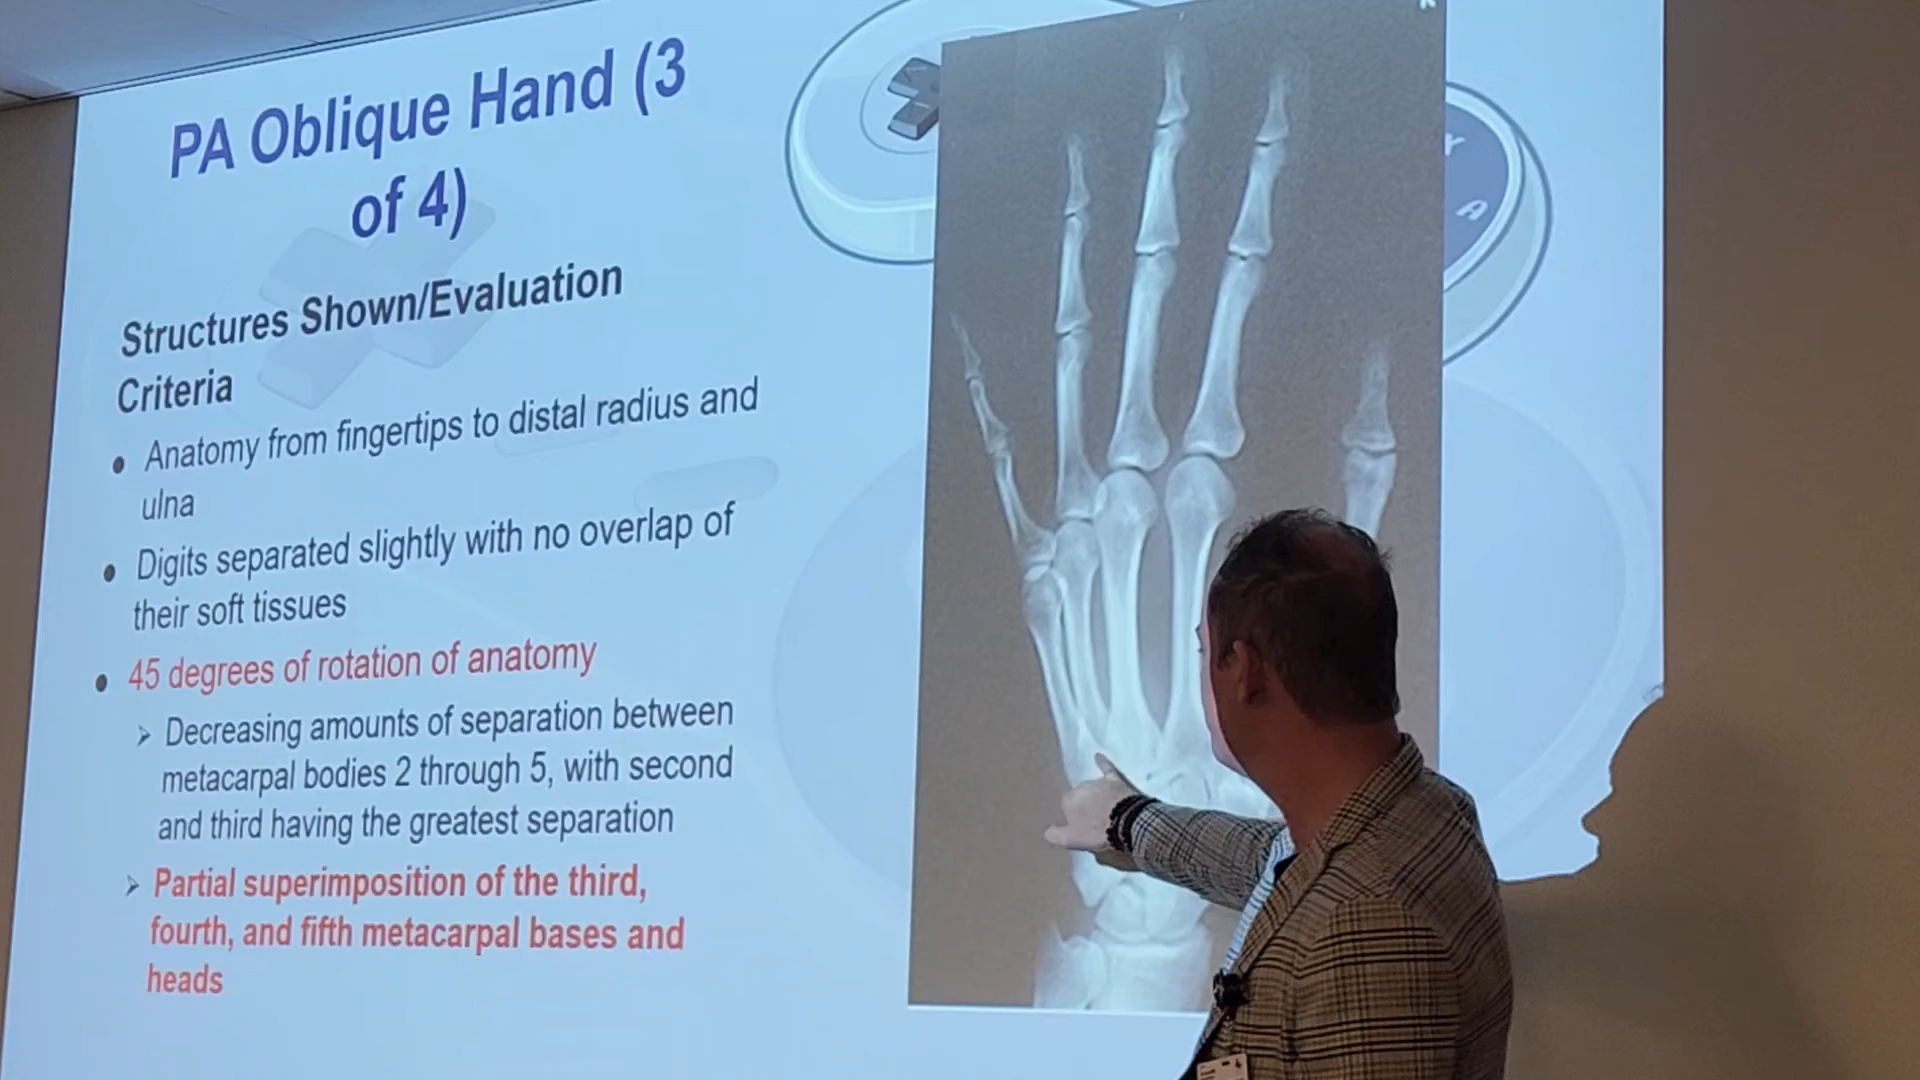 PA Oblique Hand (3
of 4)
Structures Shown/Evaluation
Criteria
• Anatomy from fingertips to distal radius and
ulna
• Digits separated slightly with no overlap of
their soft tissues
• 45 degrees of rotation of anatomy
➢ Decreasing amounts of separation between
metacarpal bodies 2 through 5, with second
and third having the greatest separation
➢ Partial superimposition of the third,
fourth, and fifth metacarpal bases and
heads
Y
A